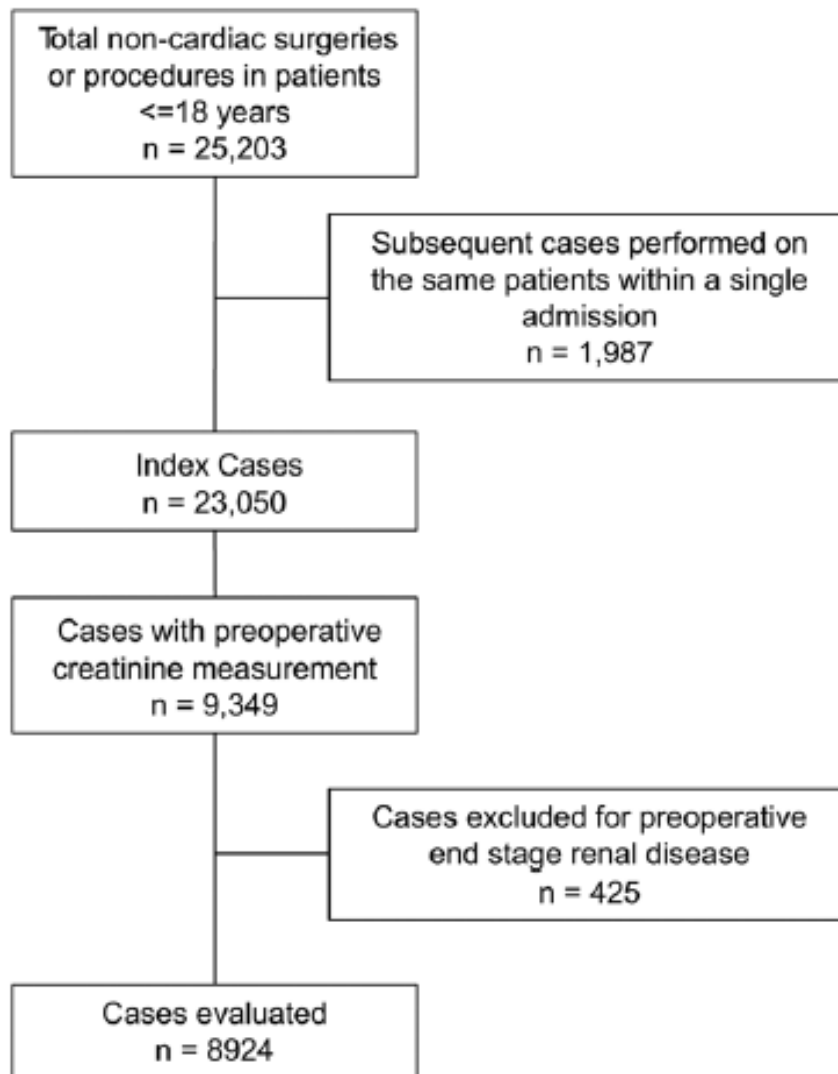 Total non-cardiac surgeries
or procedures in patients
<=18 years
n = 25,203
Subsequent cases performed on
the same patients within a single
admission
n = 1,987
Index Cases
n = 23,050
Cases with preoperative
creatinine measurement
n = 9,349
Cases excluded for preoperative
end stage renal disease
n = 425
Cases evaluated
n = 8924